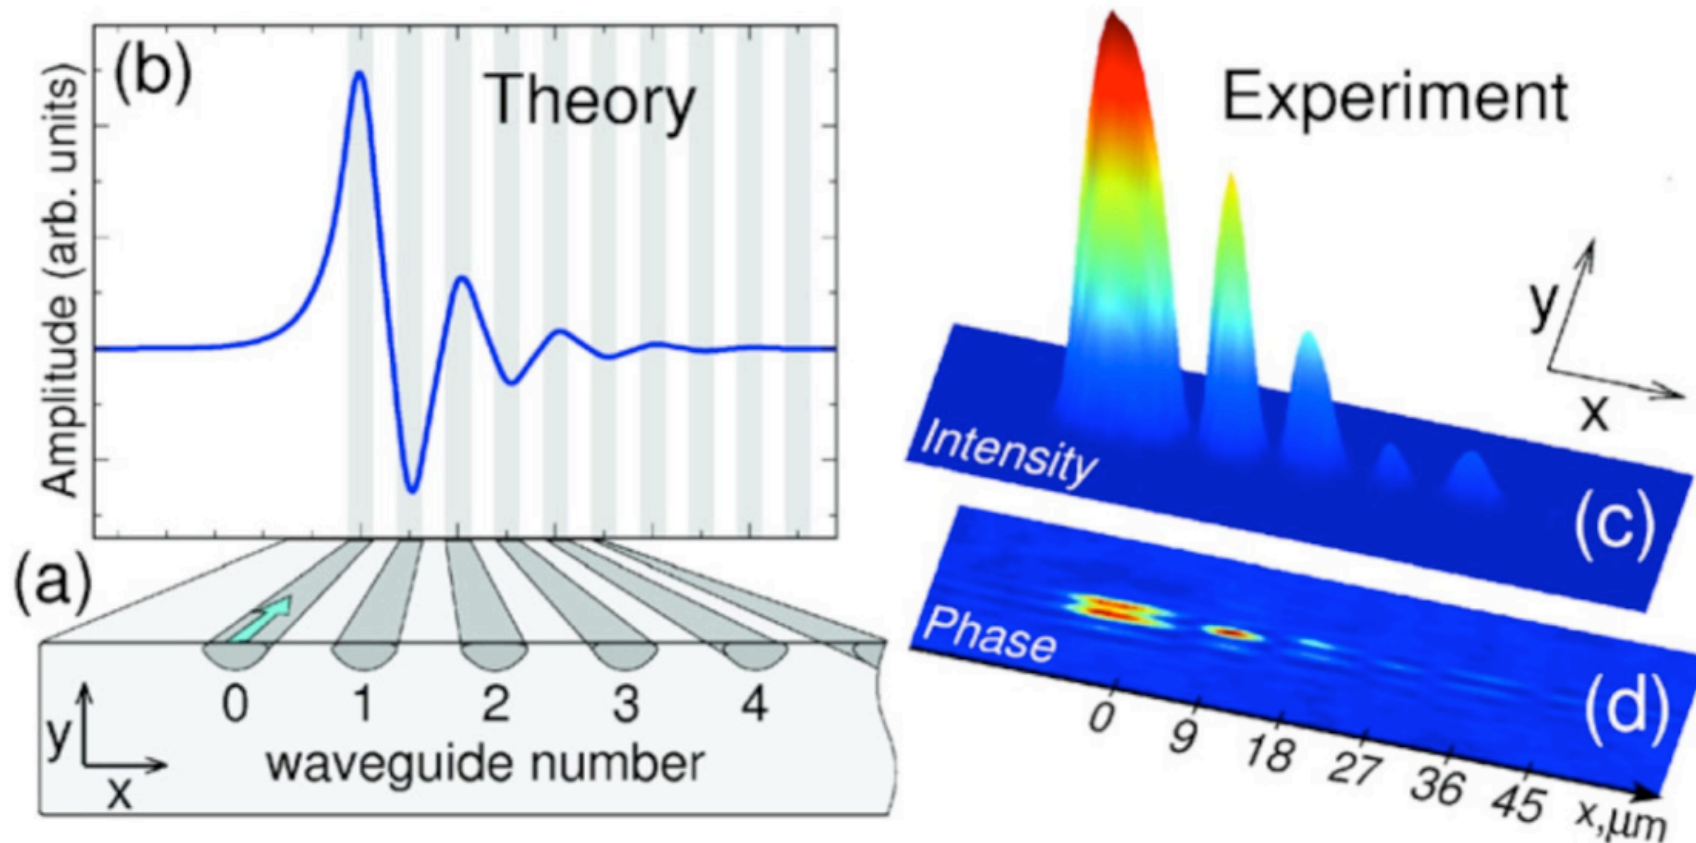 (b)
Theory
Amplitude (arb. units)
(a)
0 1 2 3 4
waveguide number
y
x
Experiment
y
x
Intensity
(c)
Phase
(d)
0 9 18 27 36 45 x,μm